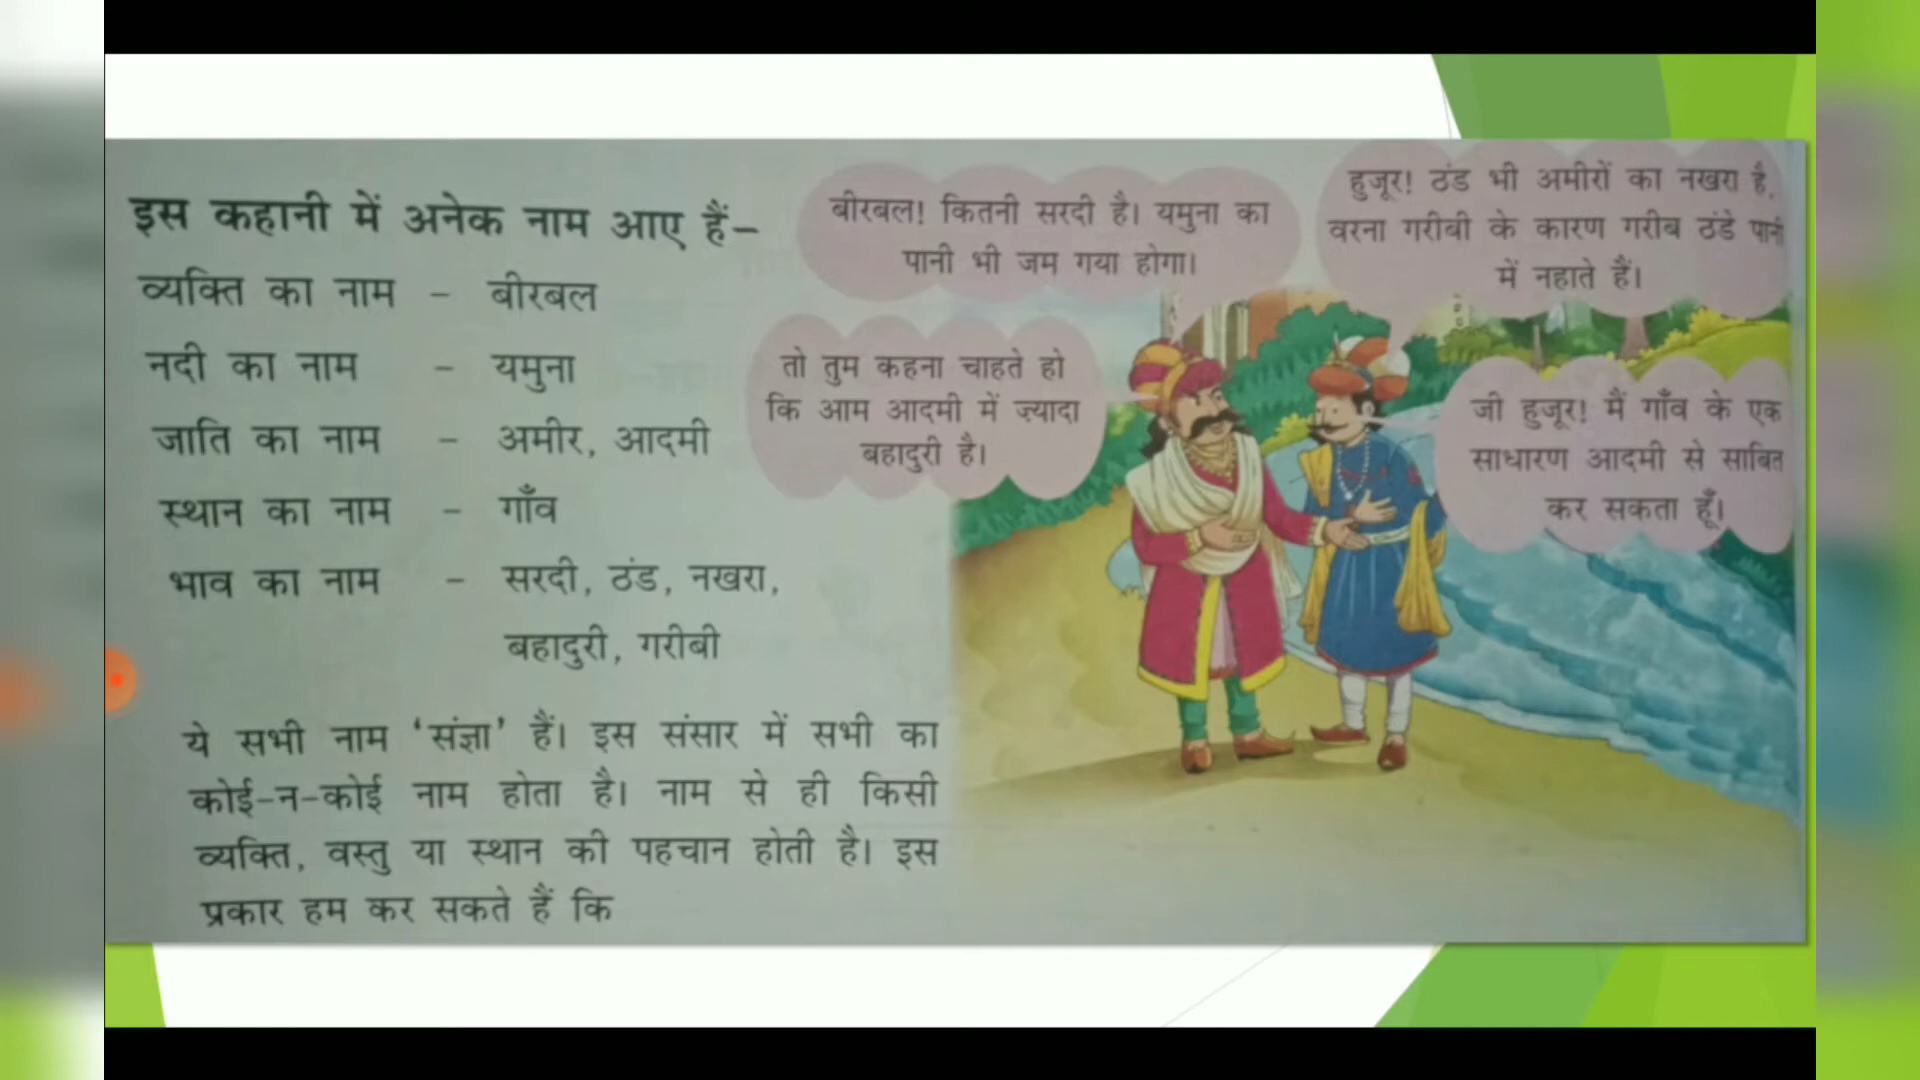 इस कहानी में अनेक नाम आए हैं–
व्यक्ति का नाम – बीरबल
नदी का नाम – यमुना
जाति का नाम – अमीर, आदमी
स्थान का नाम – गाँव
भाव का नाम – सरदी, ठंड, नखरा,
बहादुरी, गरीबी
ये सभी नाम ‘संज्ञा’ हैं। इस संसार में सभी का
कोई-न-कोई नाम होता है। नाम से ही किसी
व्यक्ति, वस्तु या स्थान की पहचान होती है। इस
प्रकार हम कर सकते हैं कि
बीरबल! कितनी सरदी है। यमुना का
पानी भी जम गया होगा।
हुजूर! ठंड भी अमीरों का नखरा है,
वरना गरीबी के कारण गरीब ठंडे पानी
में नहाते हैं।
तो तुम कहना चाहते हो
कि आम आदमी में ज़्यादा
बहादुरी है।
जी हुजूर! मैं गाँव के एक
साधारण आदमी से साबित
कर सकता हूँ।